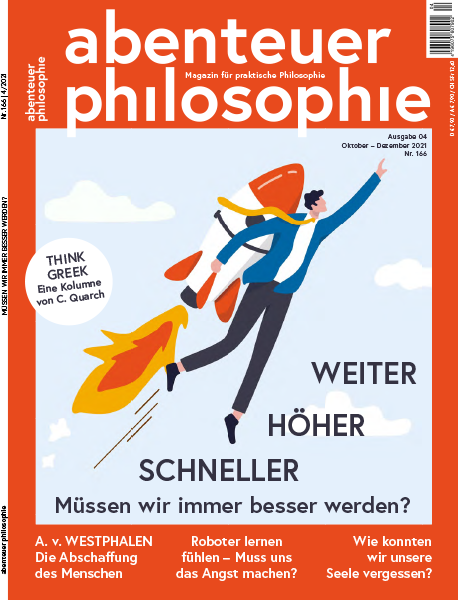 abenteuer
philosophie
Magazin für praktische Philosophie
Ausgabe 04
Oktober – Dezember 2021
Nr. 166
THINK
GREEK
Eine Kolumne
von C. Quarch
WEITER
HÖHER
SCHNELLER
Müssen wir immer besser werden?
A. v. WESTPHALEN
Die Abschaffung
des Menschen
Roboter lernen
fühlen – Muss uns
das Angst machen?
Wie konnten
wir unsere
Seele vergessen?
Nr. 166 | 4/2021
abenteuer
philosophie
MÜSSEN WIR IMMER BESSER WERDEN?
abenteuer philosophie
04